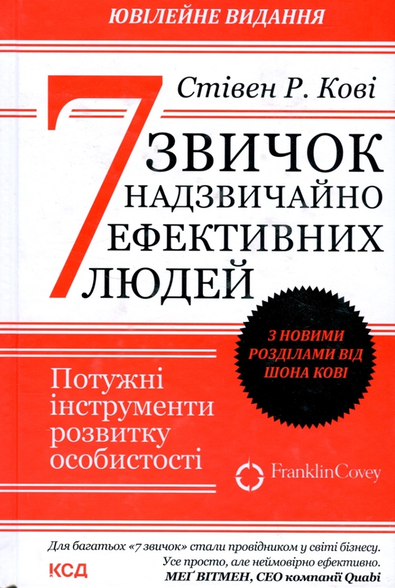 ЮВІЛЕЙНЕ ВИДАННЯ
Стівен Р. Кові
7 ЗВИЧОК
НАДЗВИЧАЙНО
ЕФЕКТИВНИХ
ЛЮДЕЙ
З НОВИМИ
РОЗДІЛАМИ ВІД
ШОНА КОВІ
Потужні
інструменти
розвитку
особистості
FranklinCovey
Для багатьох «7 звичок» стали провідником у світі бізнесу.
Усе просто, але неймовірно ефективно.
МЕҐ ВІТМЕН, CEO компанії Quabi
КСД